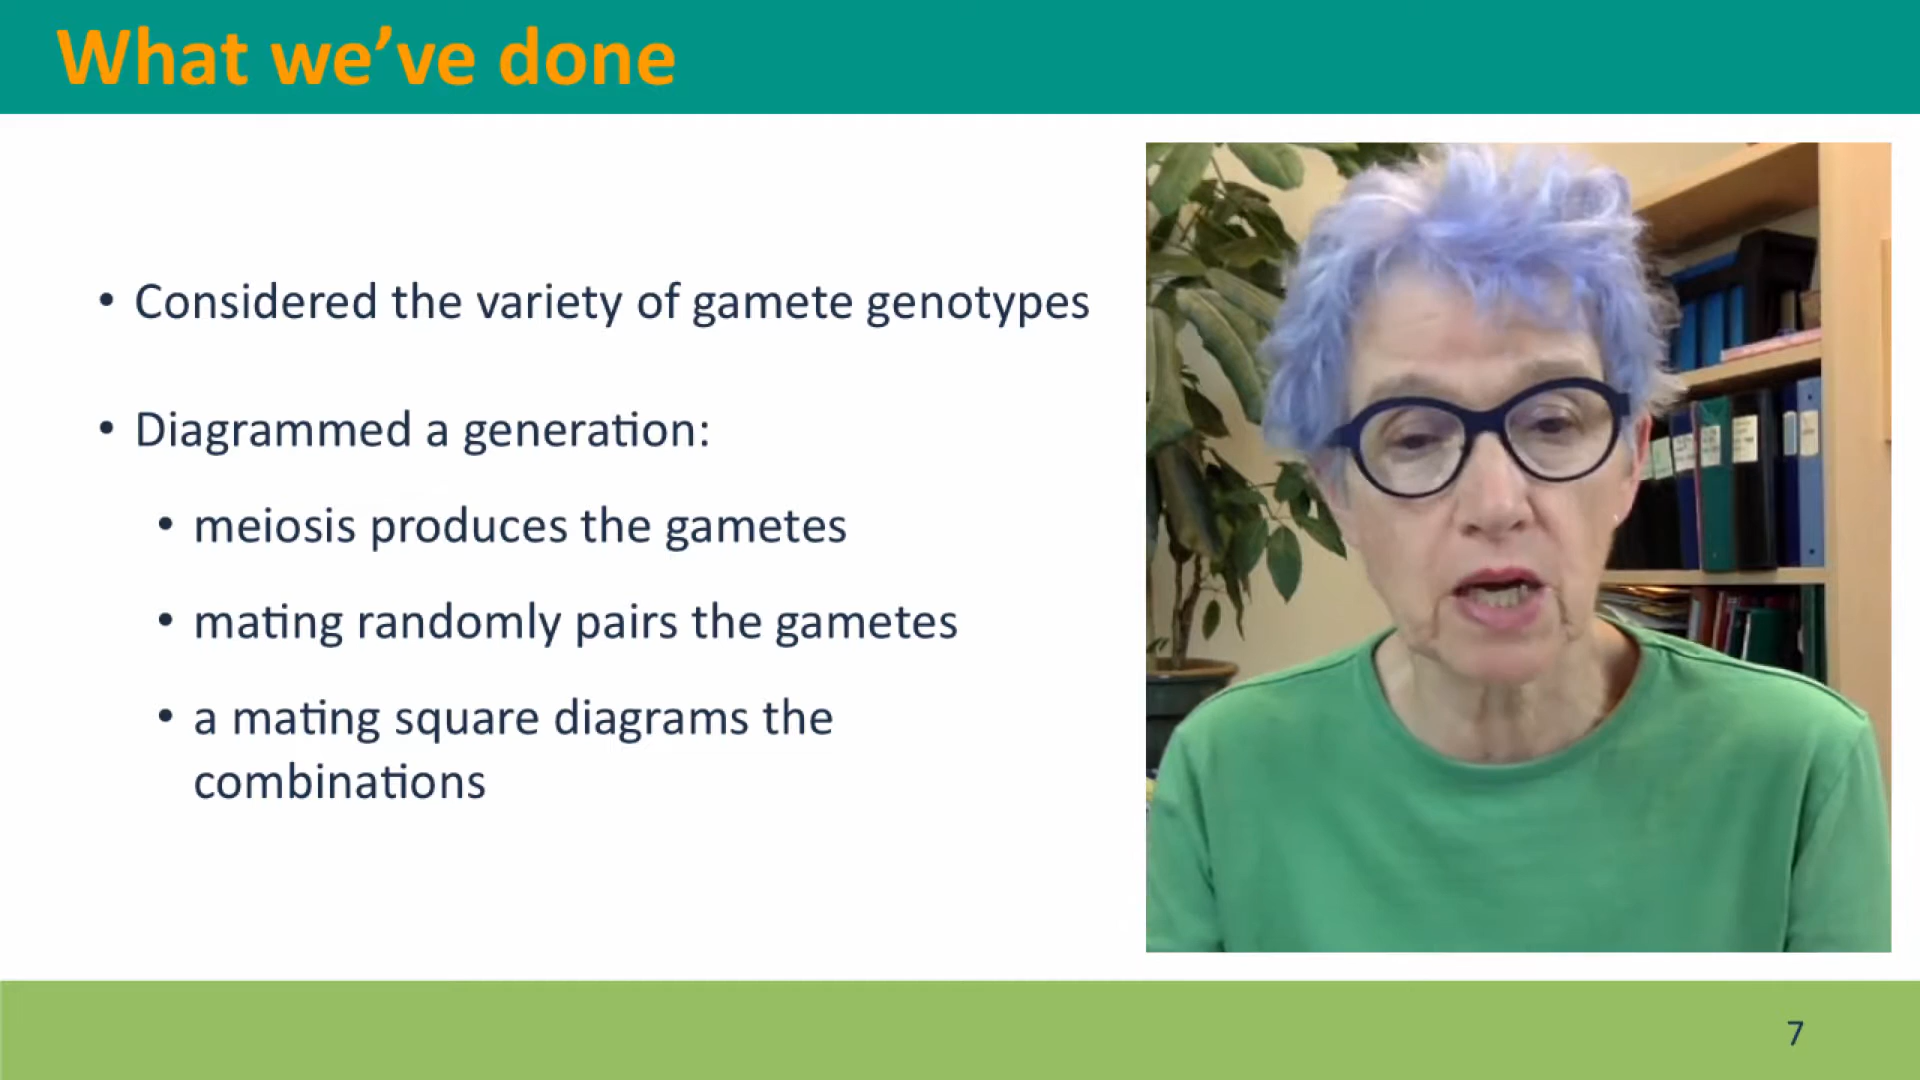 What we’ve done
• Considered the variety of gamete genotypes
• Diagrammed a generation:
• meiosis produces the gametes
• mating randomly pairs the gametes
• a mating square diagrams the
combinations
7